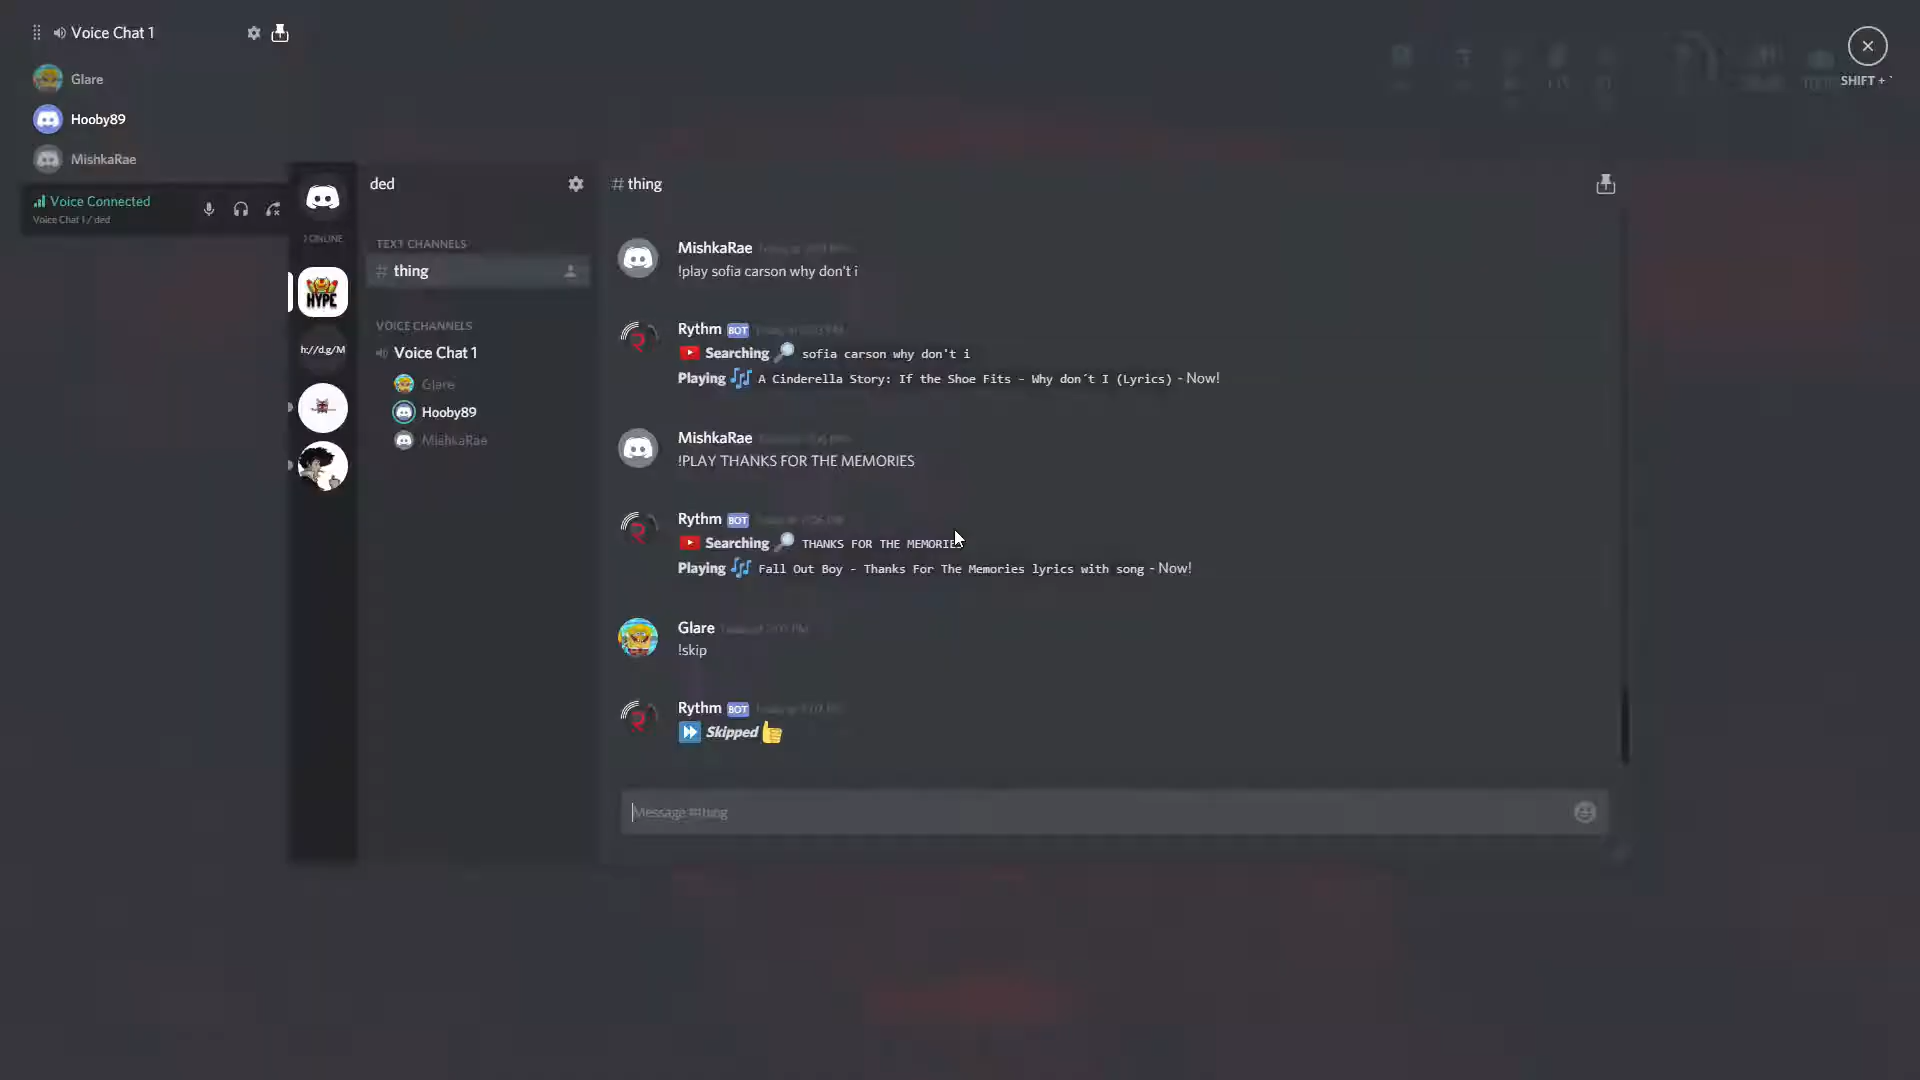 Voice Chat 1
Glare
Hooby89
MishkaRae
Voice Connected
Voice Chat 1 / ded
SHIFT + `
ONLINE
HYPE
h://d.g/M
ded
TEXT CHANNELS
# thing
VOICE CHANNELS
Voice Chat 1
Glare
Hooby89
MishkaRae
# thing
MishkaRae
!play sofia carson why don't i
Rythm BOT
Searching sofia carson why don't i
Playing A Cinderella Story: If the Shoe Fits - Why don´t I (Lyrics) - Now!
MishkaRae
!PLAY THANKS FOR THE MEMORIES
Rythm BOT
Searching THANKS FOR THE MEMORIES
Playing Fall Out Boy - Thanks For The Memories lyrics with song - Now!
Glare
!skip
Rythm BOT
Skipped
Message #thing